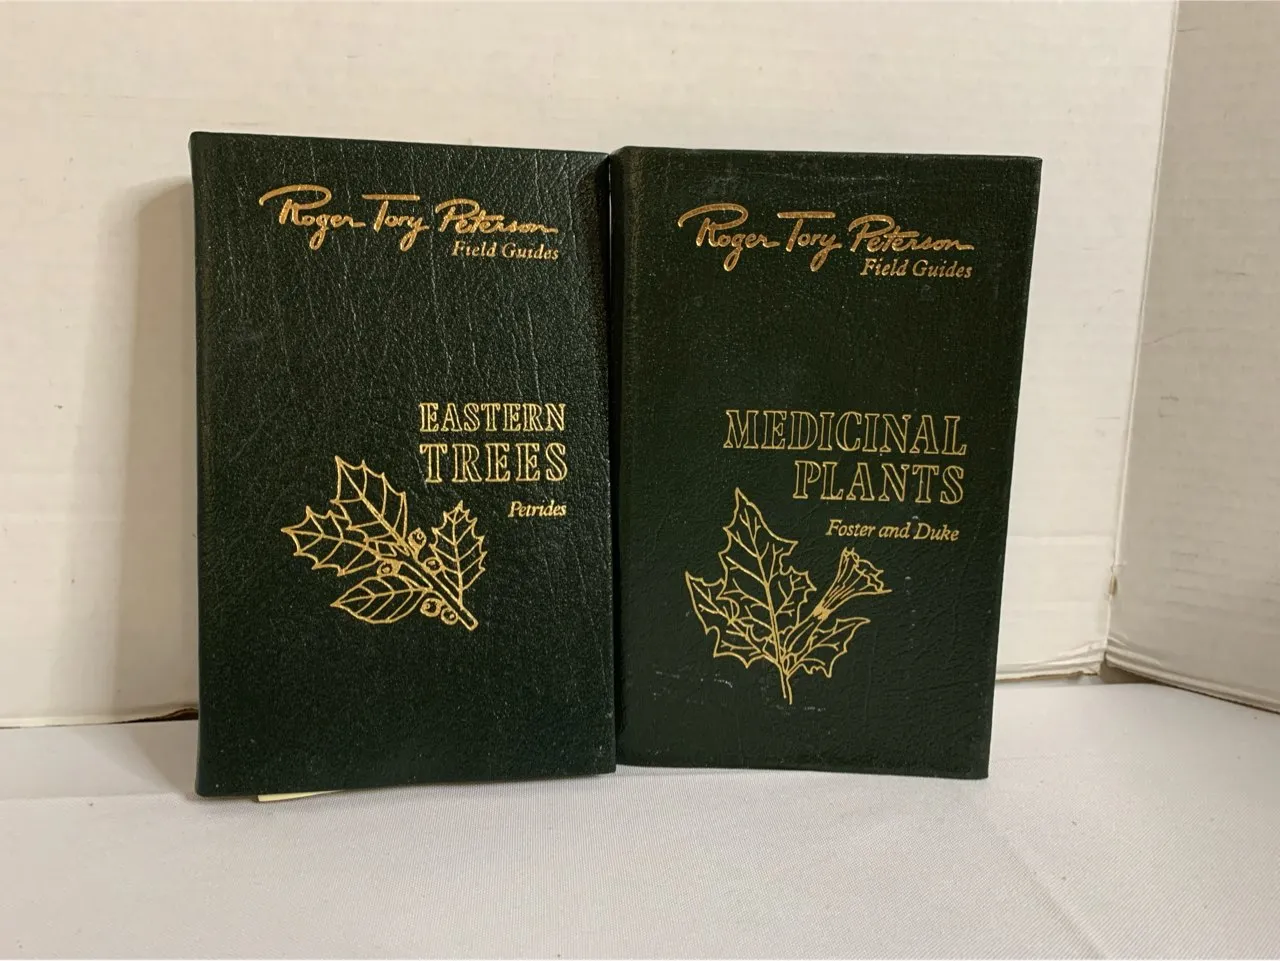 Roger Tory Peterson
Field Guides
EASTERN
TREES
Petrides
Roger Tory Peterson
Field Guides
MEDICINAL
PLANTS
Foster and Duke